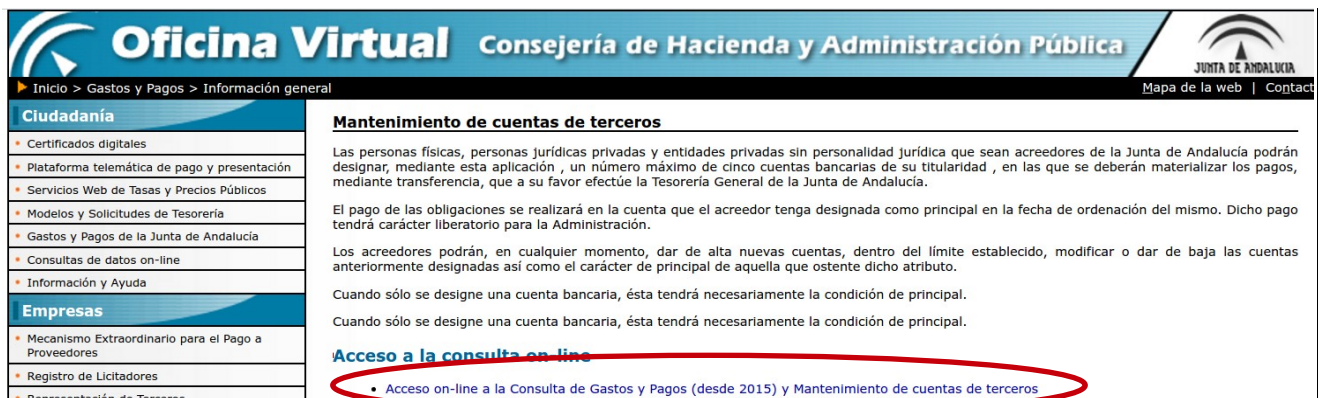 Oficina Virtual Consejería de Hacienda y Administración Pública
JUNTA DE ANDALUCIA
Inicio > Gastos y Pagos > Información general
Mapa de la web | Contact
Ciudadanía
Certificados digitales
Plataforma telemática de pago y presentación
Servicios Web de Tasas y Precios Públicos
Modelos y Solicitudes de Tesorería
Gastos y Pagos de la Junta de Andalucía
Consultas de datos on-line
Información y Ayuda
Empresas
Mecanismo Extraordinario para el Pago a
Proveedores
Registro de Licitadores
Representación de Terceros
Mantenimiento de cuentas de terceros
Las personas físicas, personas jurídicas privadas y entidades privadas sin personalidad jurídica que sean acreedores de la Junta de Andalucía podrán
designar, mediante esta aplicación , un número máximo de cinco cuentas bancarias de su titularidad , en las que se deberán materializar los pagos,
mediante transferencia, que a su favor efectúe la Tesorería General de la Junta de Andalucía.
El pago de las obligaciones se realizará en la cuenta que el acreedor tenga designada como principal en la fecha de ordenación del mismo. Dicho pago
tendrá carácter liberatorio para la Administración.
Los acreedores podrán, en cualquier momento, dar de alta nuevas cuentas, dentro del límite establecido, modificar o dar de baja las cuentas
anteriormente designadas así como el carácter de principal de aquella que ostente dicho atributo.
Cuando sólo se designe una cuenta bancaria, ésta tendrá necesariamente la condición de principal.
Cuando sólo se designe una cuenta bancaria, ésta tendrá necesariamente la condición de principal.
Acceso a la consulta on-line
• Acceso on-line a la Consulta de Gastos y Pagos (desde 2015) y Mantenimiento de cuentas de terceros